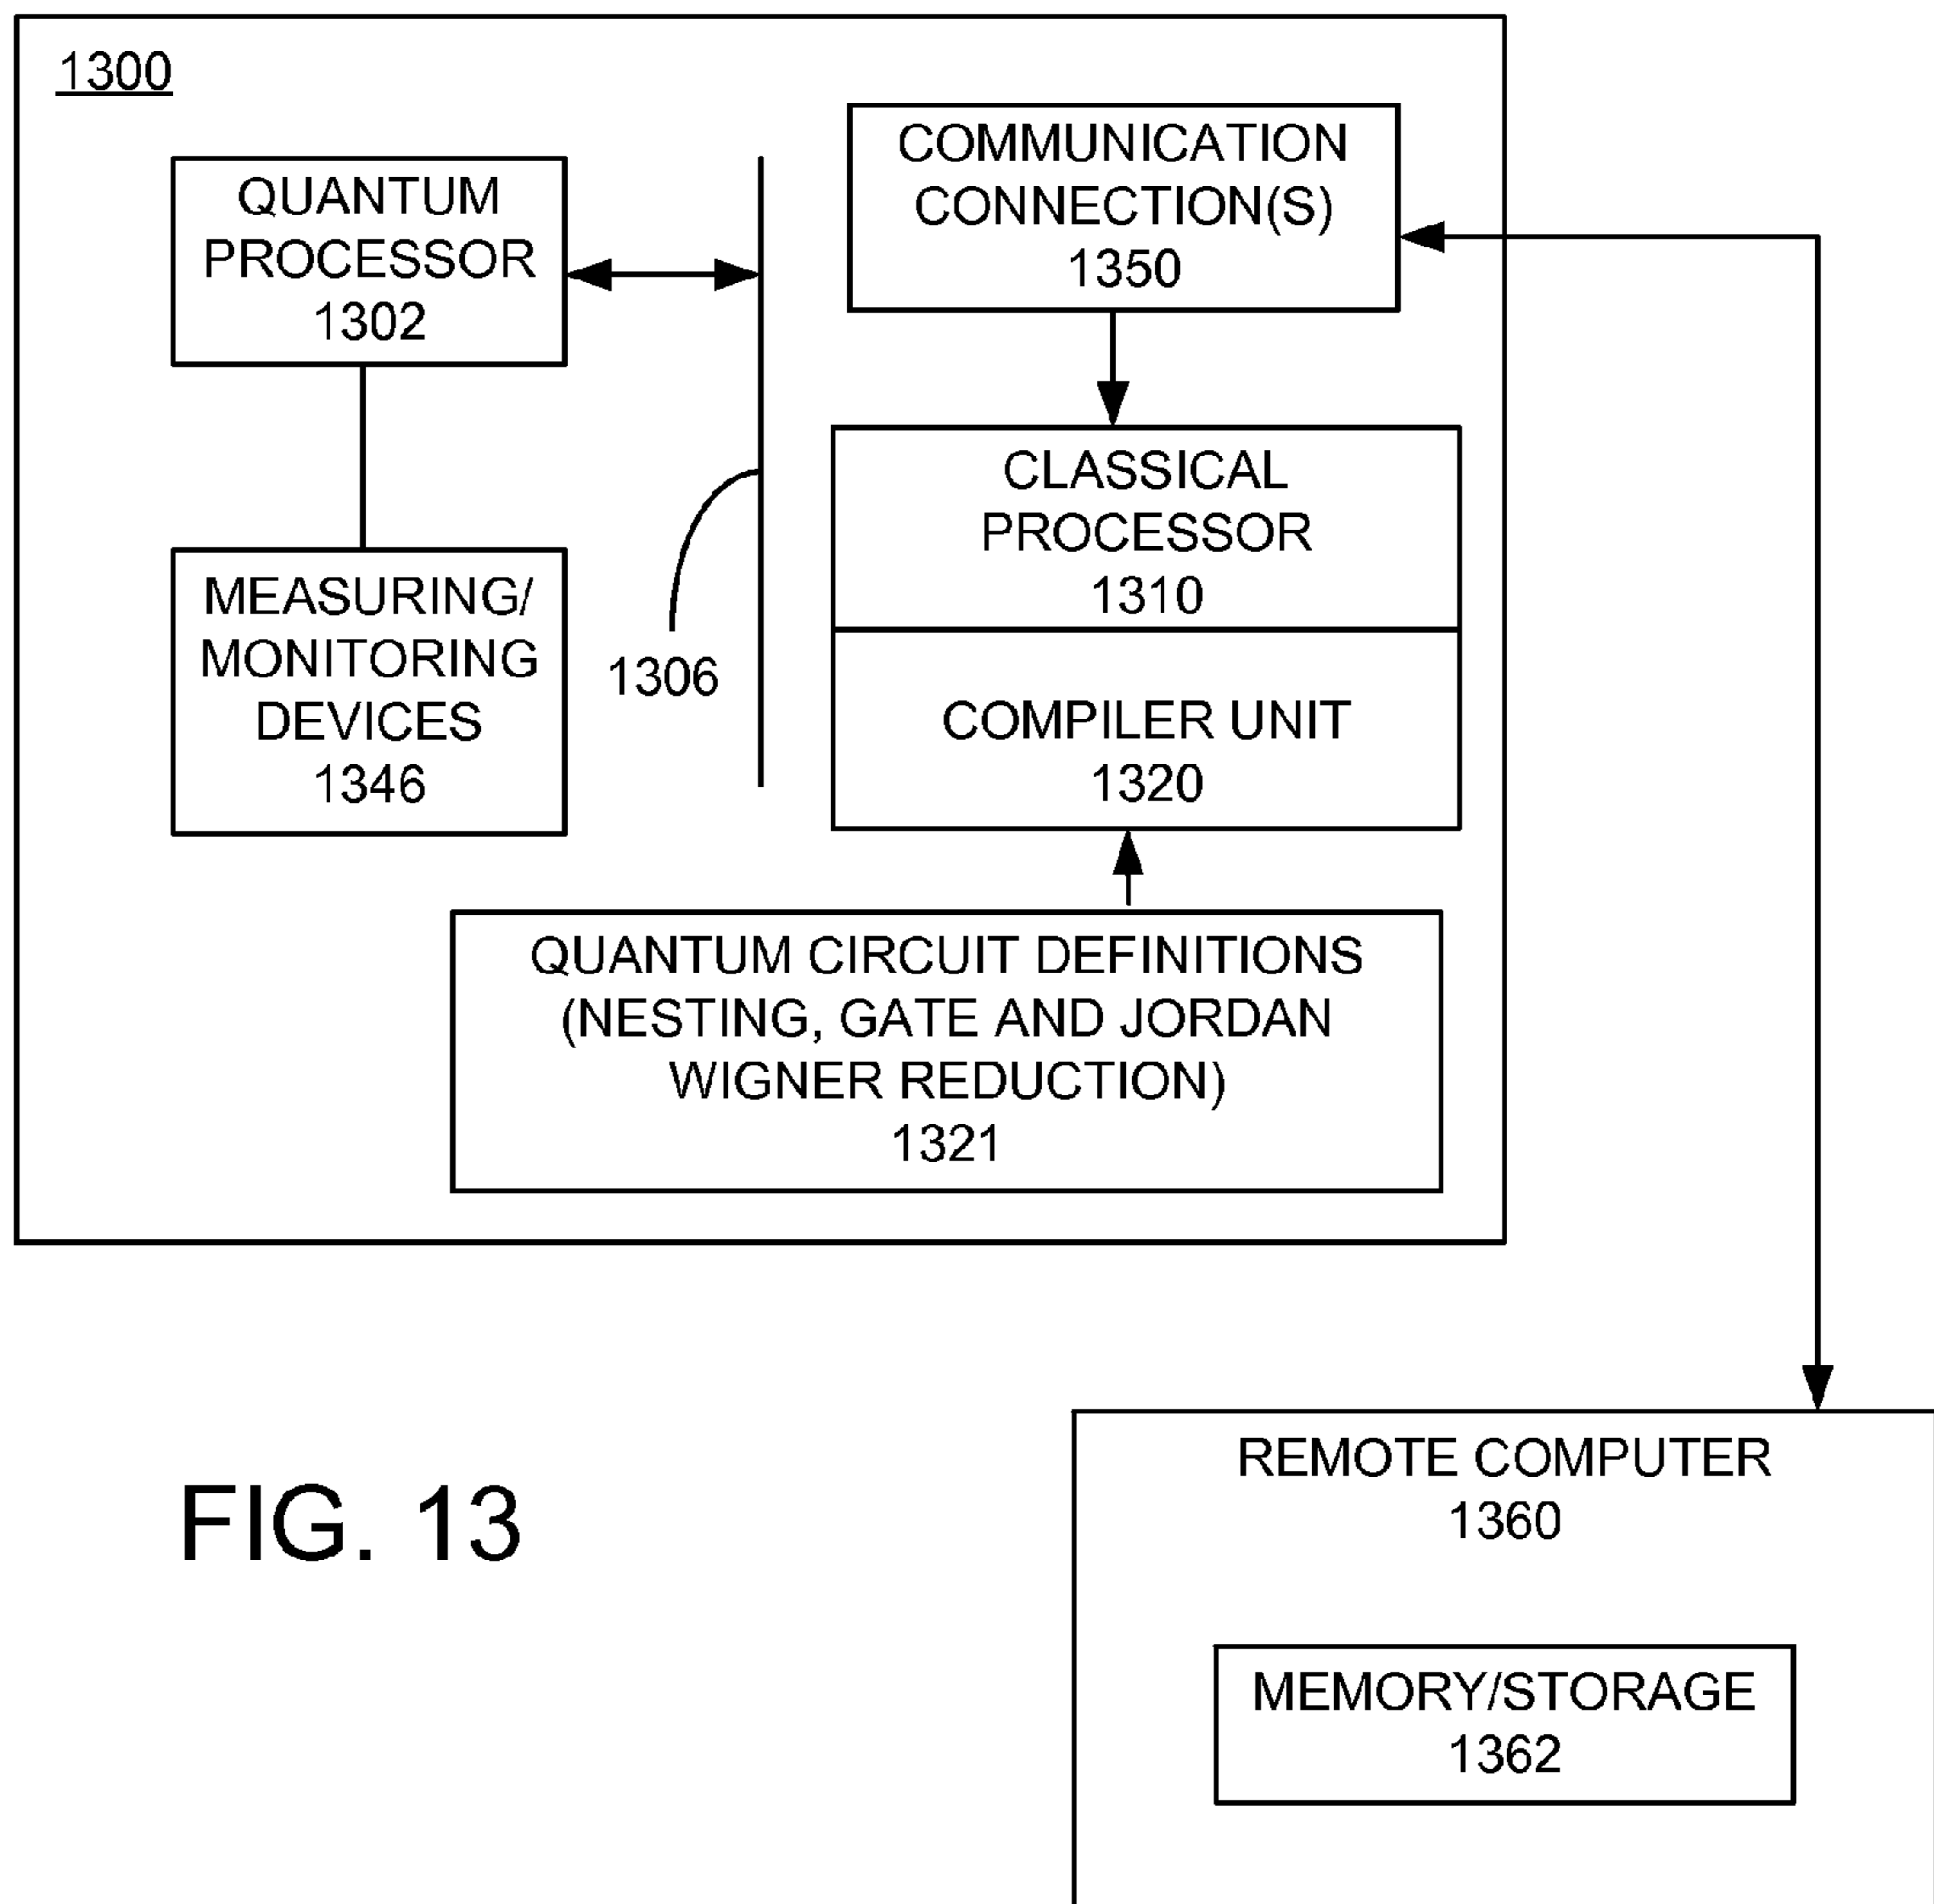 1300
QUANTUM
PROCESSOR
1302
COMMUNICATION
CONNECTION(S)
1350
CLASSICAL
PROCESSOR
1310
MEASURING/
MONITORING
DEVICES
1346
1306
COMPILER UNIT
1320
QUANTUM CIRCUIT DEFINITIONS
(NESTING, GATE AND JORDAN
WIGNER REDUCTION)
1321
REMOTE COMPUTER
1360
MEMORY/STORAGE
1362
FIG. 13